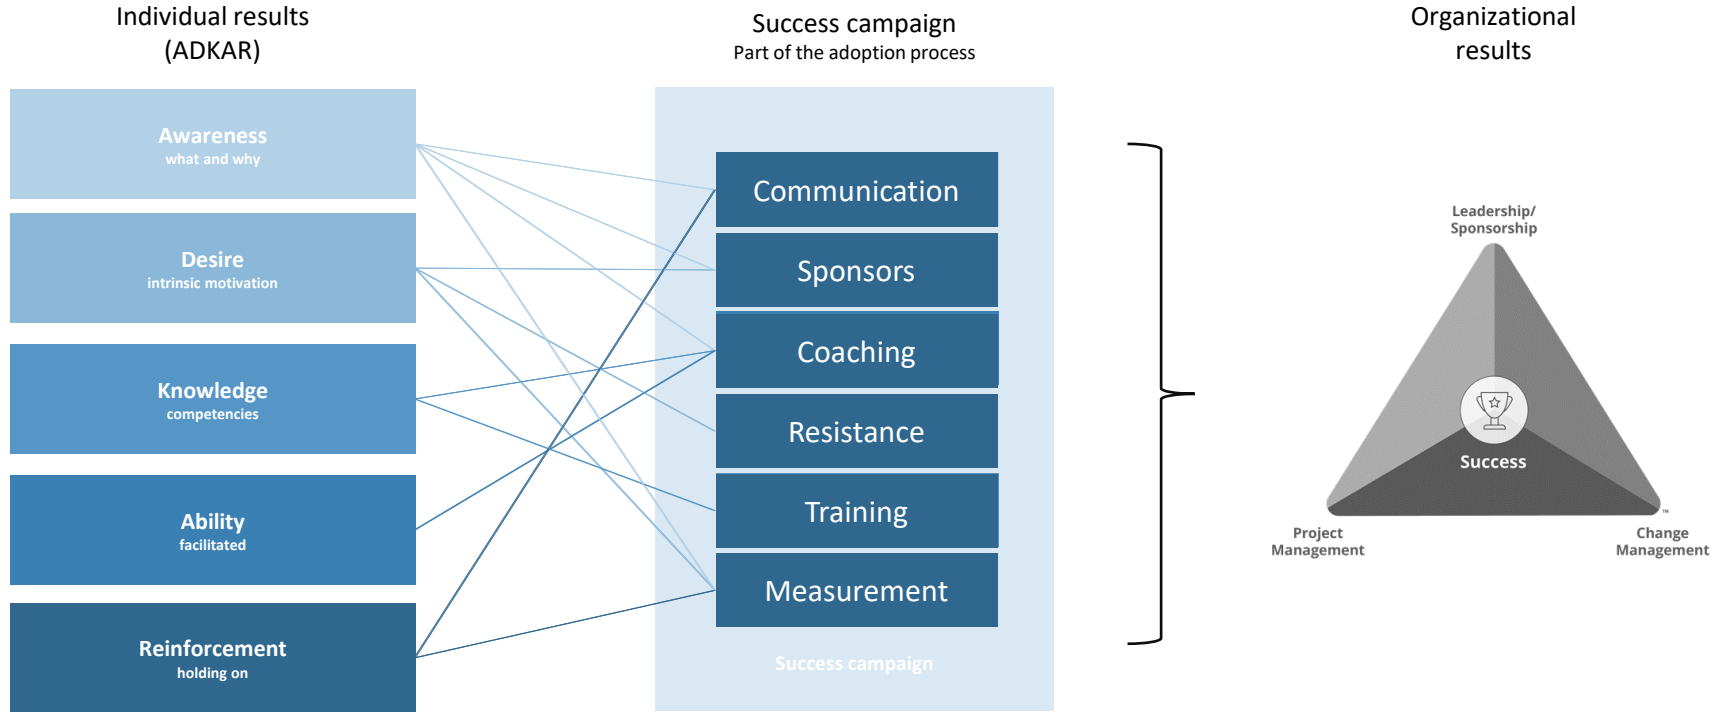 Individual results
(ADKAR)
Awareness
what and why
Desire
intrinsic motivation
Knowledge
competencies
Ability
facilitated
Reinforcement
holding on
Success campaign
Part of the adoption process
Communication
Sponsors
Coaching
Resistance
Training
Measurement
Success campaign
Organizational
results
Leadership/
Sponsorship
Success
Project
Management
Change
Management
™